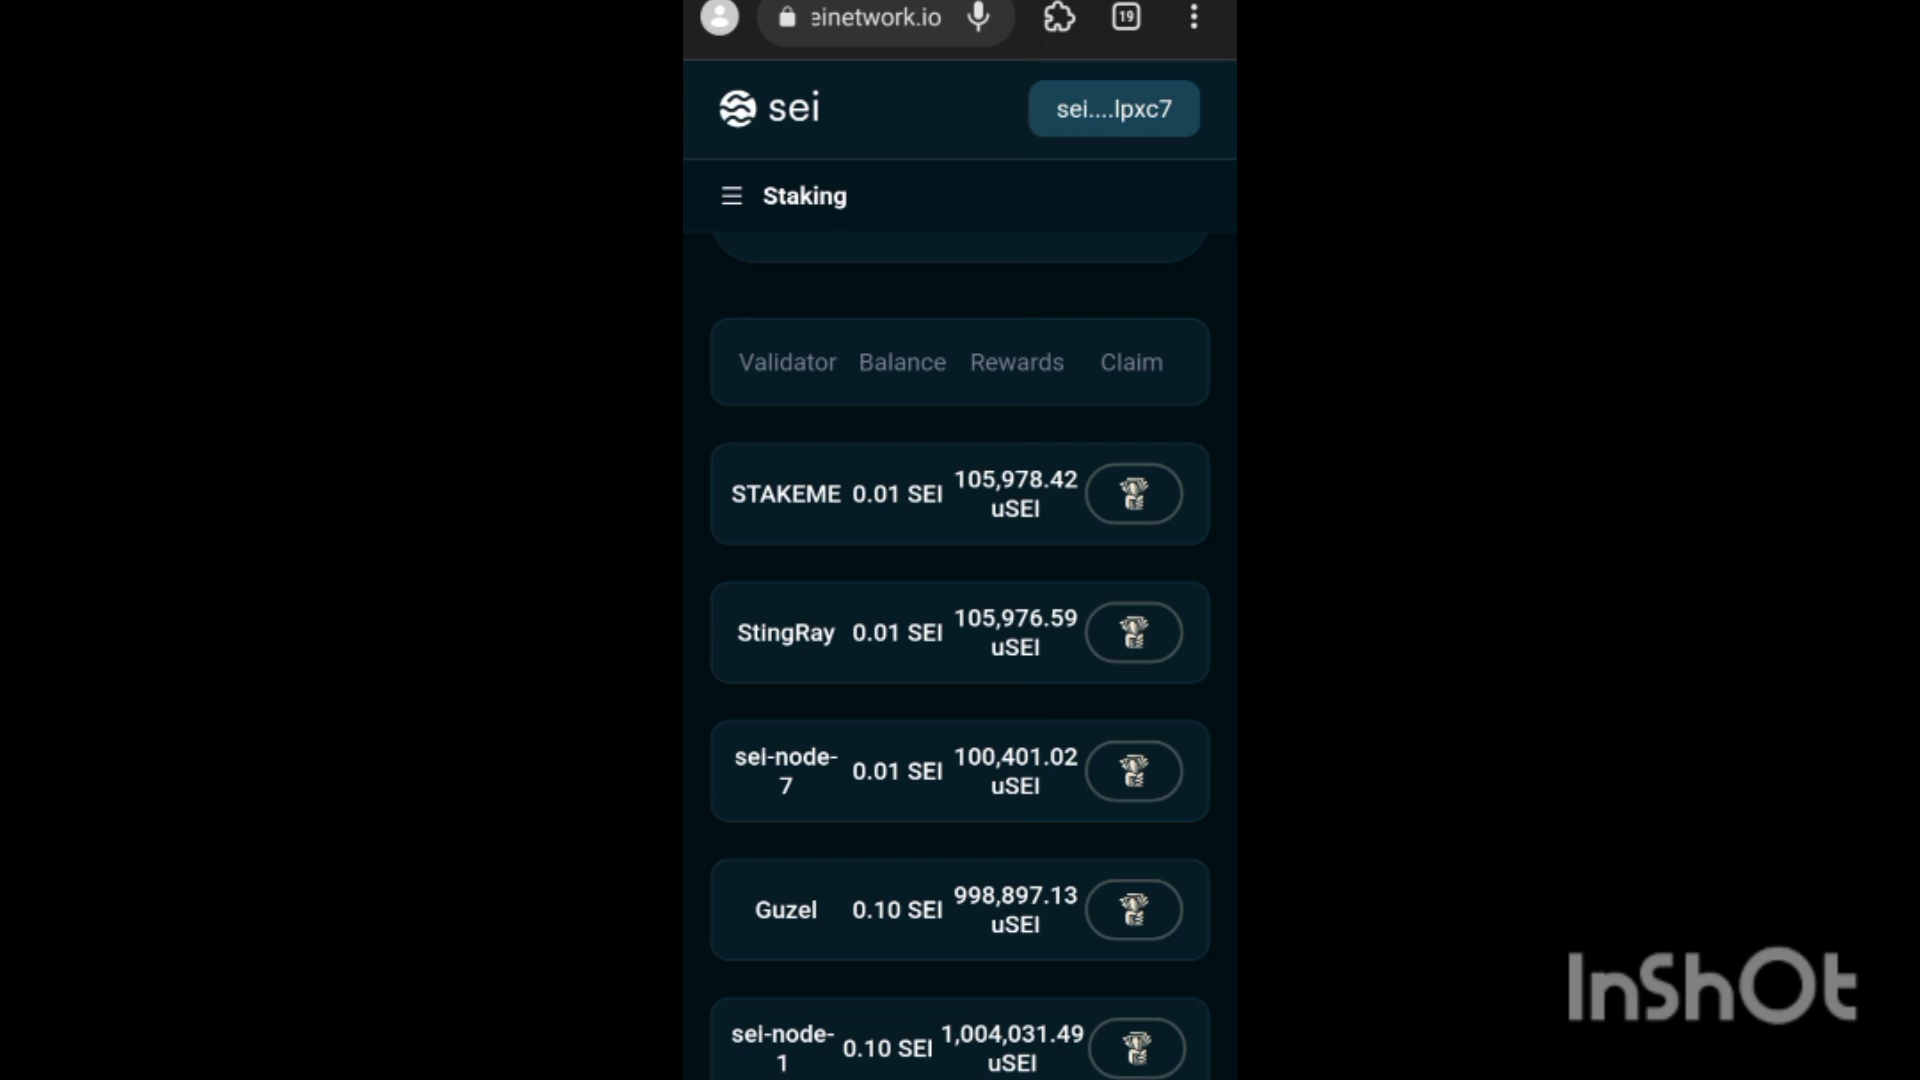 einetwork.io
19
sei
sei....lpxc7
Staking
Validator Balance Rewards Claim
STAKEME 0.01 SEI 105,978.42
uSEI
StingRay 0.01 SEI 105,976.59
uSEI
sei-node-
7 0.01 SEI 100,401.02
uSEI
Guzel 0.10 SEI 998,897.13
uSEI
sei-node-
1 0.10 SEI 1,004,031.49
uSEI
InShOt